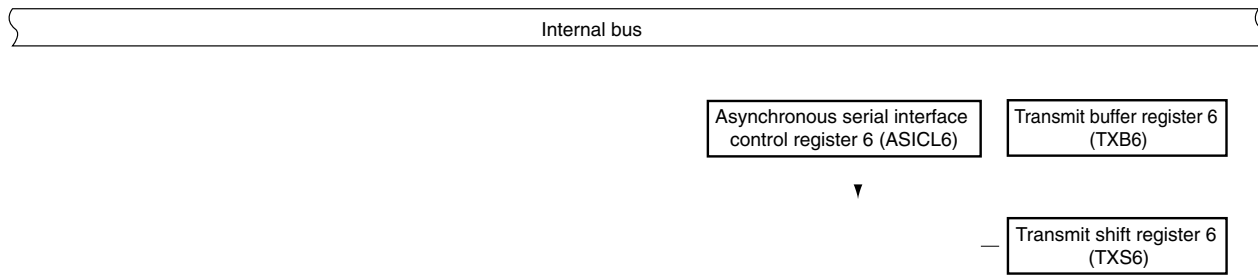 Internal bus
Asynchronous serial interface
control register 6 (ASICL6)
Transmit buffer register 6
(TXB6)
Transmit shift register 6
(TXS6)